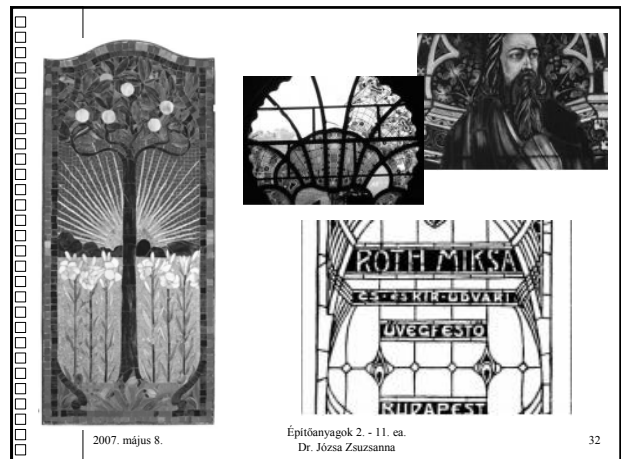 ROTH MIKSA
CS · ÉS KIR · UDVARI
ÜVEGFESTŐ
BUDAPEST
2007. május 8.
Építőanyagok 2. - 11. ea.
Dr. Józsa Zsuzsanna
32